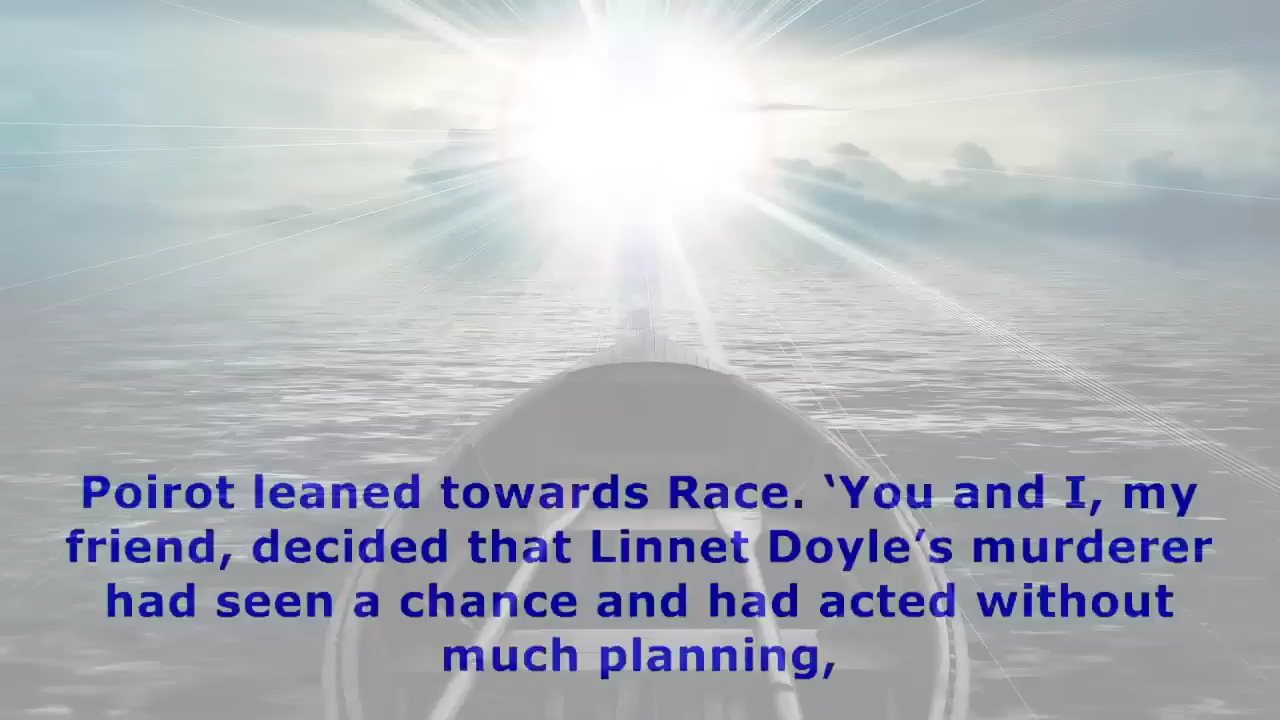 Poirot leaned towards Race. ‘You and I, my
friend, decided that Linnet Doyle’s murderer
had seen a chance and had acted without
much planning,